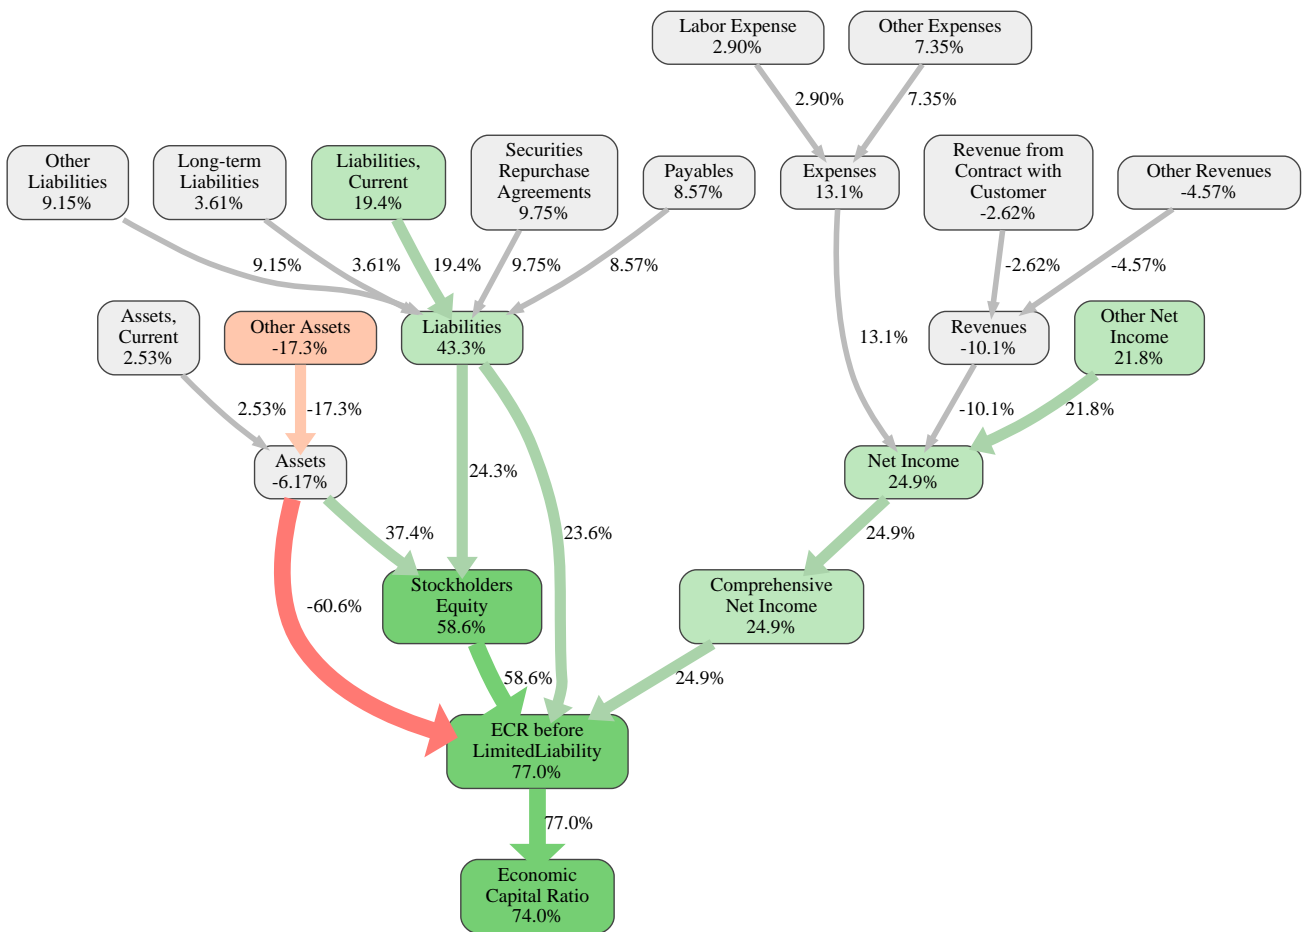 Labor Expense
2.90%
Other Expenses
7.35%
2.90%
7.35%
Other
Liabilities
9.15%
Long-term
Liabilities
3.61%
Liabilities,
Current
19.4%
Securities
Repurchase
Agreements
9.75%
Payables
8.57%
Expenses
13.1%
Revenue from
Contract with
Customer
-2.62%
Other Revenues
-4.57%
9.15%
3.61%
19.4%
9.75%
8.57%
-2.62%
-4.57%
Assets,
Current
2.53%
Other Assets
-17.3%
Liabilities
43.3%
13.1%
Revenues
-10.1%
Other Net
Income
21.8%
2.53%
-17.3%
-10.1%
21.8%
Assets
-6.17%
24.3%
Net Income
24.9%
37.4%
23.6%
24.9%
-60.6%
Stockholders
Equity
58.6%
Comprehensive
Net Income
24.9%
58.6%
24.9%
ECR before
LimitedLiability
77.0%
77.0%
Economic
Capital Ratio
74.0%